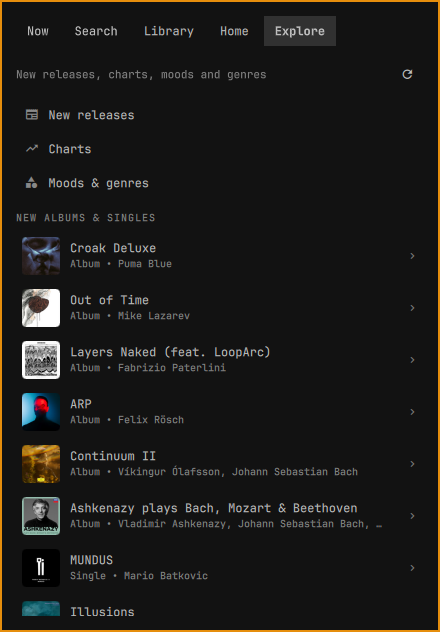 Now Search Library Home Explore
New releases, charts, moods and genres
New releases
Charts
Moods & genres
NEW ALBUMS & SINGLES
Croak Deluxe
Album • Puma Blue
Out of Time
Album • Mike Lazarev
Layers Naked (feat. LoopArc)
Album • Fabrizio Paterlini
ARP
Album • Felix Rösch
Continuum II
Album • Víkingur Ólafsson, Johann Sebastian Bach
Ashkenazy plays Bach, Mozart & Beethoven
Album • Vladimir Ashkenazy, Johann Sebastian Bach, …
ASHKENAZY
MUNDUS
Single • Mario Batkovic
Illusions